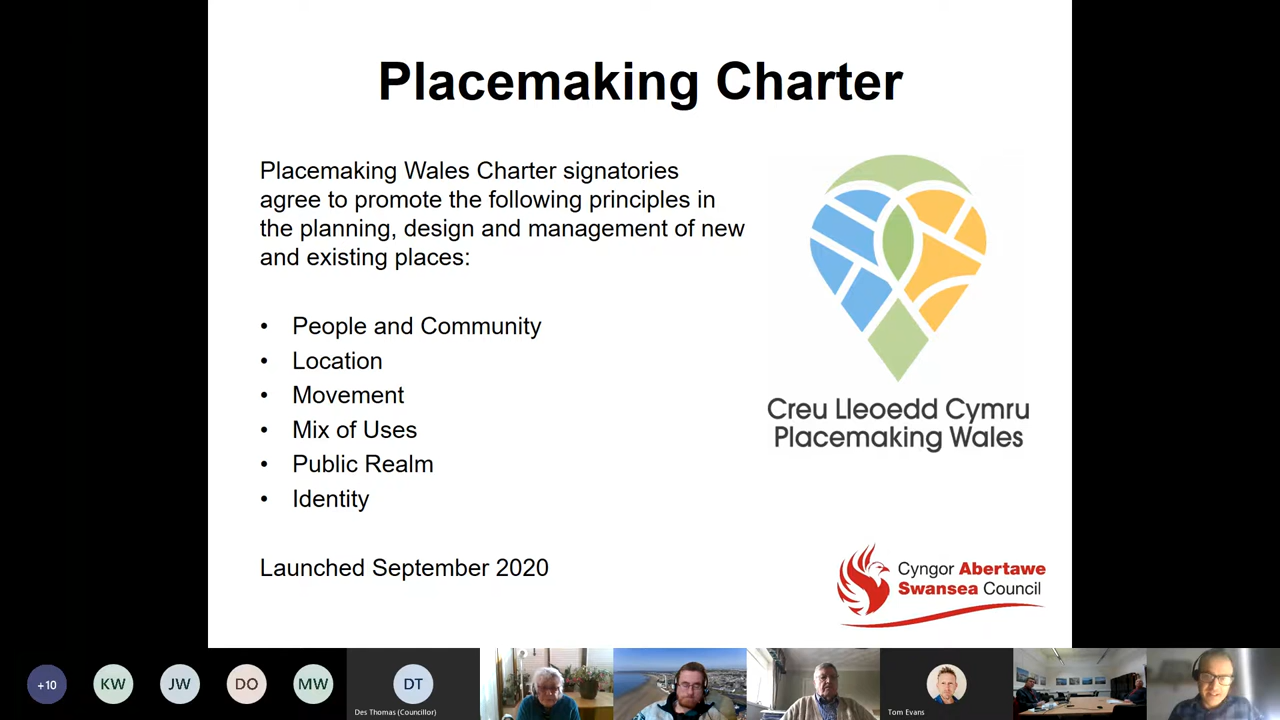 Placemaking Charter
Placemaking Wales Charter signatories
agree to promote the following principles in
the planning, design and management of new
and existing places:
• People and Community
• Location
• Movement
• Mix of Uses
• Public Realm
• Identity
Launched September 2020
Creu Lleoedd Cymru
Placemaking Wales
Cyngor Abertawe
Swansea Council
+10
KW
JW
DO
MW
DT
Des Thomas (Councillor)
Tom Evans